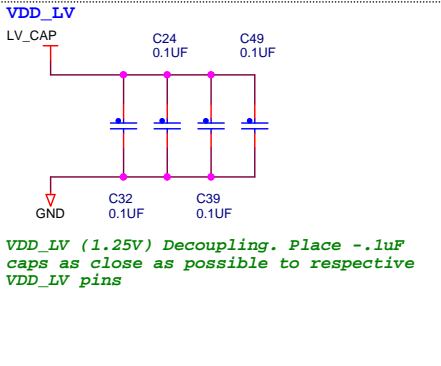 VDD_LV
LV_CAP
C24
0.1UF
C49
0.1UF
GND
C32
0.1UF
C39
0.1UF
VDD_LV (1.25V) Decoupling. Place -.1uF
caps as close as possible to respective
VDD_LV pins